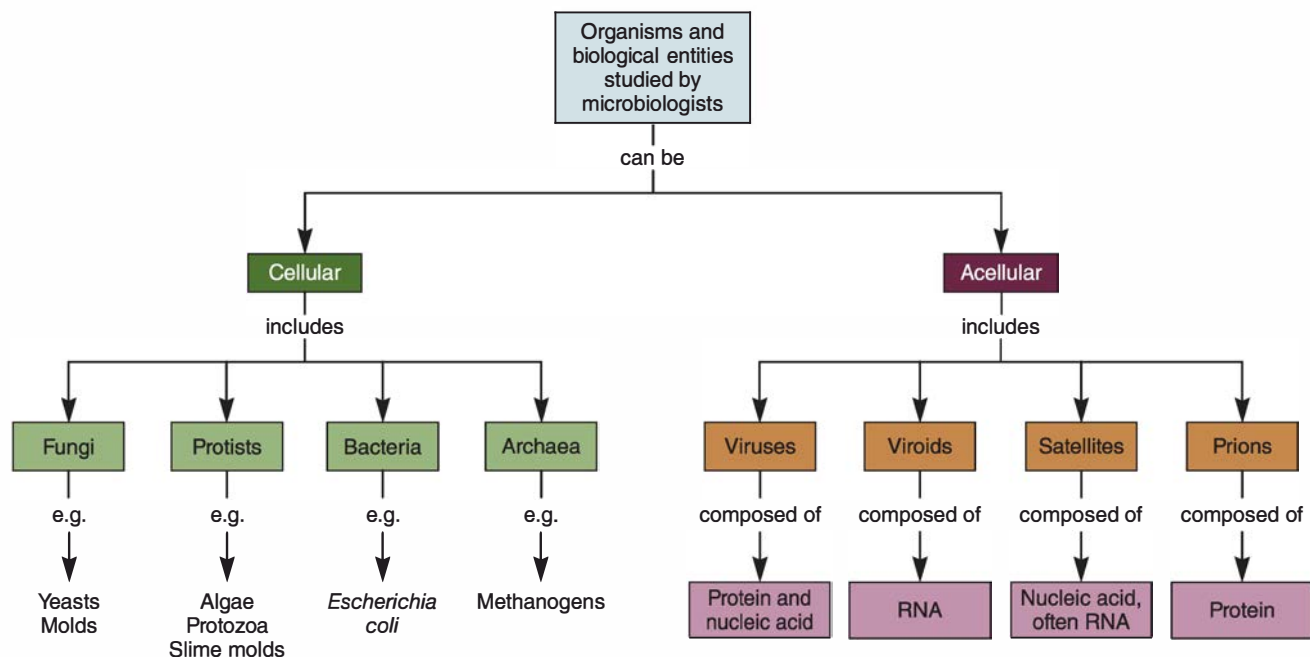 Organisms and
biological entities
studied by
microbiologists
can be
Cellular
Acellular
includes
includes
Fungi
Protists
Bacteria
Archaea
Viruses
Viroids
Satellites
Prions
e.g.
e.g.
e.g.
e.g.
composed of
composed of
composed of
composed of
Yeasts
Molds
Algae
Protozoa
Slime molds
Escherichia
coli
Methanogens
Protein and
nucleic acid
RNA
Nucleic acid,
often RNA
Protein